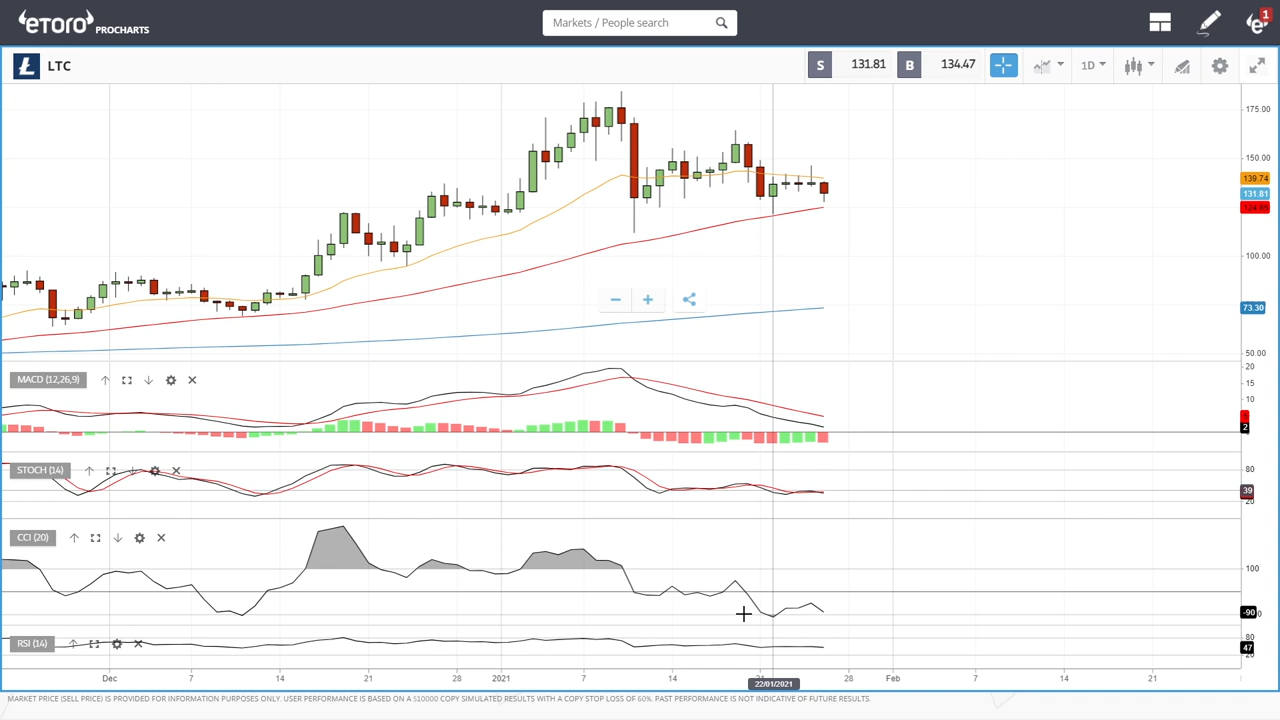 eTORO PROCHARTS
Markets / People search
1
LTC
S 131.81 B 134.47
1D
175.00
150.00
139.74
131.81
100.00
73.30
50.00
MACD (12,26,9)
20
15
10
2
STOCH (14)
80
39
20
CCI (20)
100
-90
RSI (14)
80
47
20
Dec 7 14 21 28 2021 7 14 28 Feb 7 14 21
22/01/2021
MARKET PRICE (SELL PRICE) IS PROVIDED FOR INFORMATION PURPOSES ONLY. USER PERFORMANCE IS BASED ON A $10000 COPY SIMULATED RESULTS WITH A COPY STOP LOSS OF 60%. PAST PERFORMANCE IS NOT INDICATIVE OF FUTURE RESULTS.